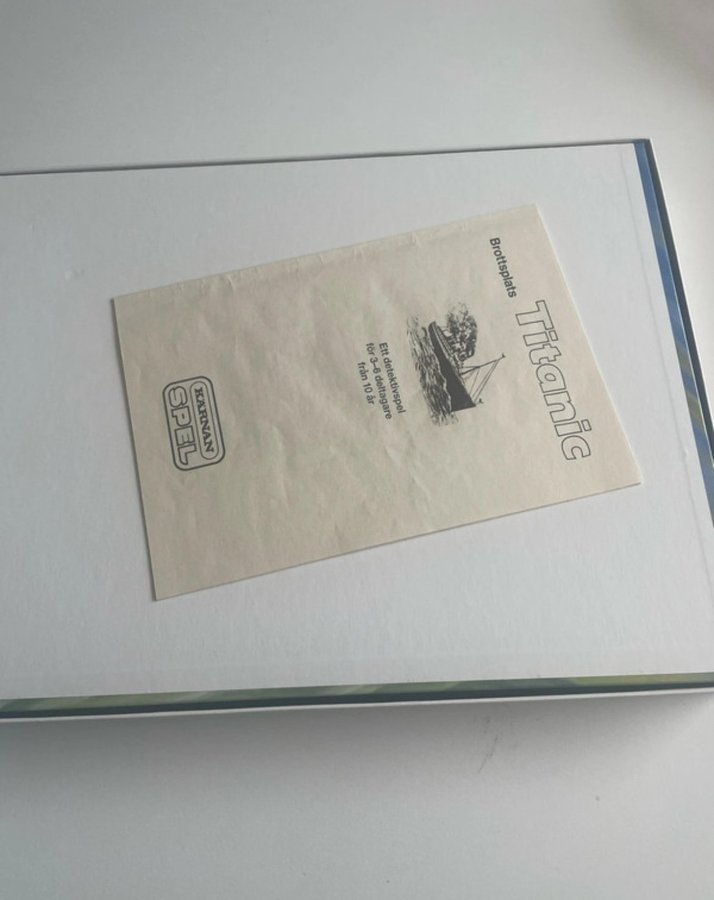 Brottsplats
Titanic
Ett detektivspel
för 3–6 deltagare
från 10 år
KÄRNAN
SPEL